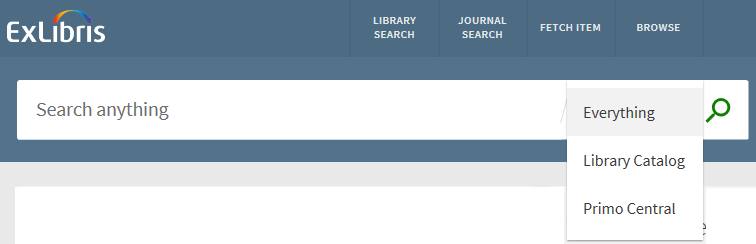 ExLibris
LIBRARY
SEARCH
JOURNAL
SEARCH
FETCH ITEM
BROWSE
Search anything
Everything
Library Catalog
Primo Central